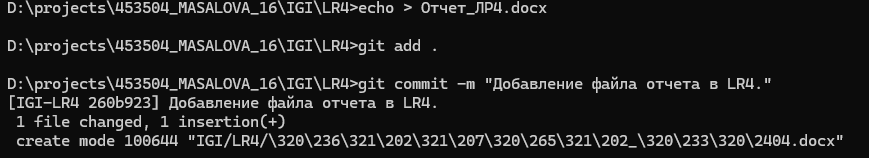 D:\projects\453504_MASALOVA_16\IGI\LR4>echo > Отчет_ЛР4.docx
D:\projects\453504_MASALOVA_16\IGI\LR4>git add .
D:\projects\453504_MASALOVA_16\IGI\LR4>git commit -m "Добавление файла отчета в LR4."
[IGI-LR4 260b923] Добавление файла отчета в LR4.
1 file changed, 1 insertion(+)
create mode 100644 "IGI/LR4/\320\236\321\202\321\207\320\265\321\202_\320\233\320\2404.docx"